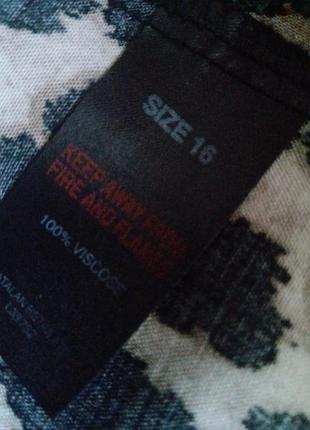 SIZE 16
KEEP AWAY FROM
FIRE AND FLAMES
100% VISCOSE